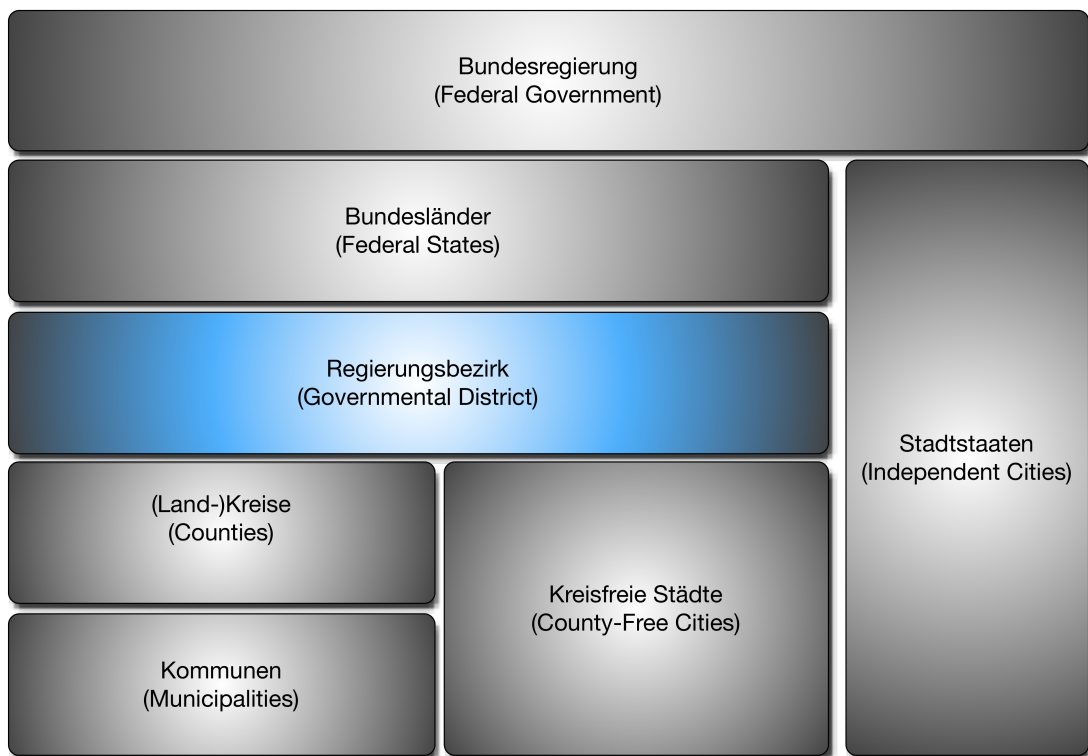 Bundesregierung
(Federal Government)
Bundesländer
(Federal States)
Regierungsbezirk
(Governmental District)
Stadtstaaten
(Independent Cities)
(Land-)Kreise
(Counties)
Kreisfreie Städte
(County-Free Cities)
Kommunen
(Municipalities)